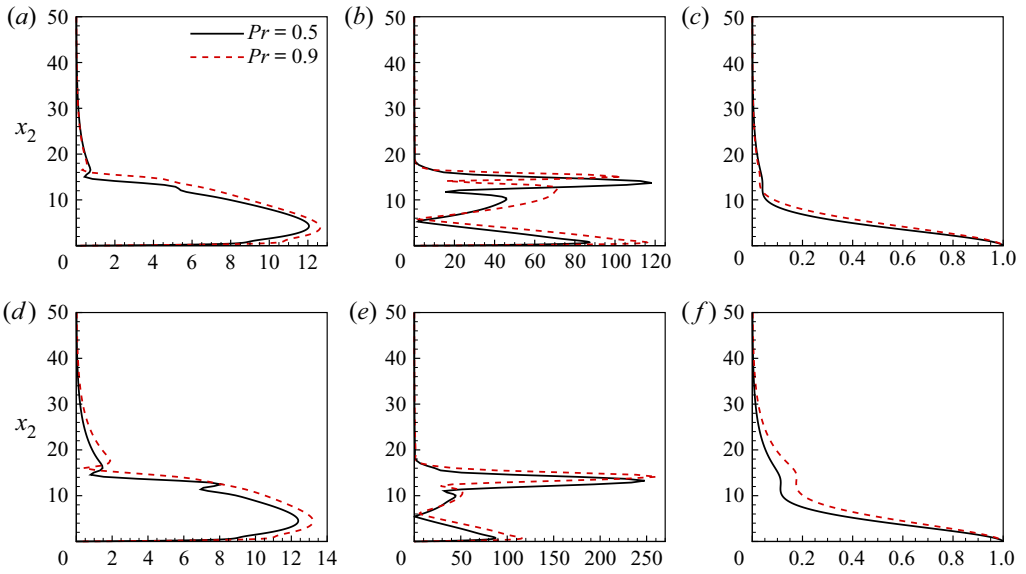 (a) 50 (b) 50 (c) 50
Pr = 0.5
Pr = 0.9
40 40 40
30 30 30
x2
20 20 20
10 10 10
0 2 4 6 8 10 12 0 20 40 60 80 100 120 0 0.2 0.4 0.6 0.8 1.0
(d) 50 (e) 50 (f) 50
40 40 40
30 30 30
x2
20 20 20
10 10 10
0 2 4 6 8 10 12 14 0 50 100 150 200 250 0 0.2 0.4 0.6 0.8 1.0